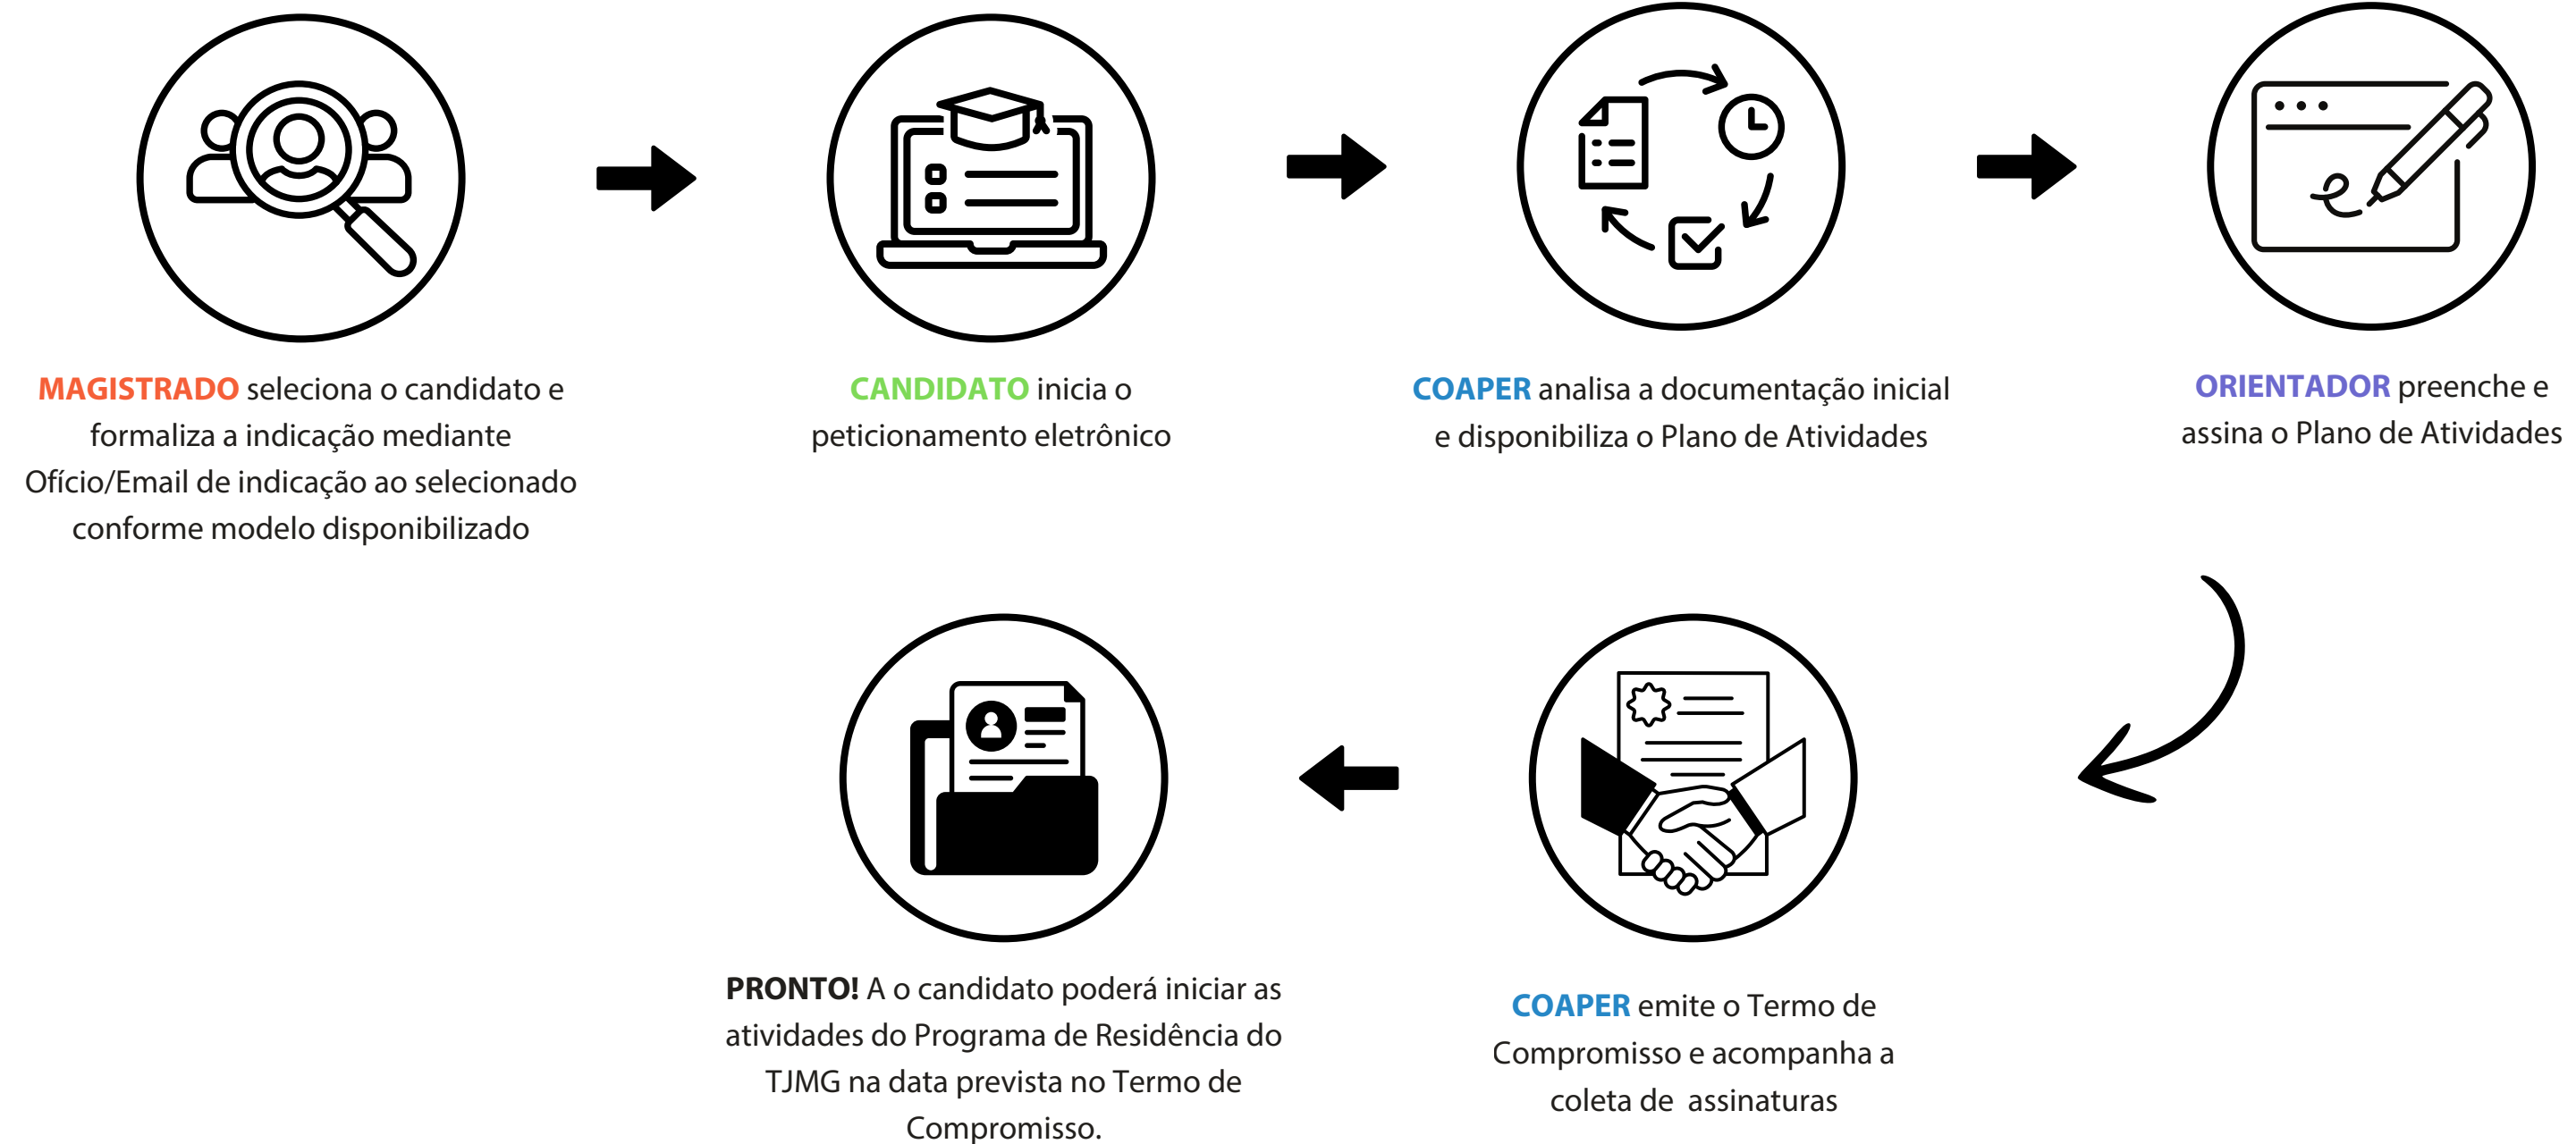 MAGISTRADO seleciona o candidato e
formaliza a indicação mediante
Ofício/Email de indicação ao selecionado
conforme modelo disponibilizado
CANDIDATO inicia o
peticionamento eletrônico
COAPER analisa a documentação inicial
e disponibiliza o Plano de Atividades
ORIENTADOR preenche e
assina o Plano de Atividades
COAPER emite o Termo de
Compromisso e acompanha a
coleta de assinaturas
PRONTO! A o candidato poderá iniciar as
atividades do Programa de Residência do
TJMG na data prevista no Termo de
Compromisso.